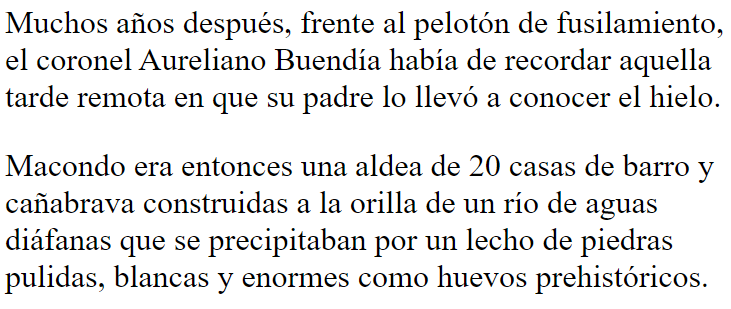 Muchos años después, frente al pelotón de fusilamiento,
el coronel Aureliano Buendía había de recordar aquella
tarde remota en que su padre lo llevó a conocer el hielo.
Macondo era entonces una aldea de 20 casas de barro y
cañabrava construidas a la orilla de un río de aguas
diáfanas que se precipitaban por un lecho de piedras
pulidas, blancas y enormes como huevos prehistóricos.